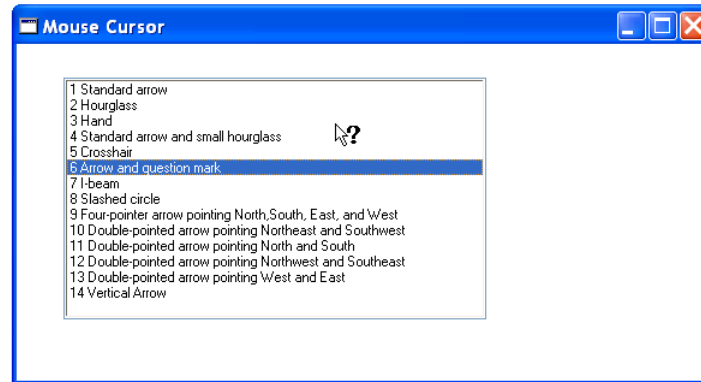 Mouse Cursor
1 Standard arrow
2 Hourglass
3 Hand
4 Standard arrow and small hourglass
5 Crosshair
6 Arrow and question mark
7 I-beam
8 Slashed circle
9 Four-pointer arrow pointing North,South, East, and West
10 Double-pointed arrow pointing Northeast and Southwest
11 Double-pointed arrow pointing North and South
12 Double-pointed arrow pointing Northwest and Southeast
13 Double-pointed arrow pointing West and East
14 Vertical Arrow